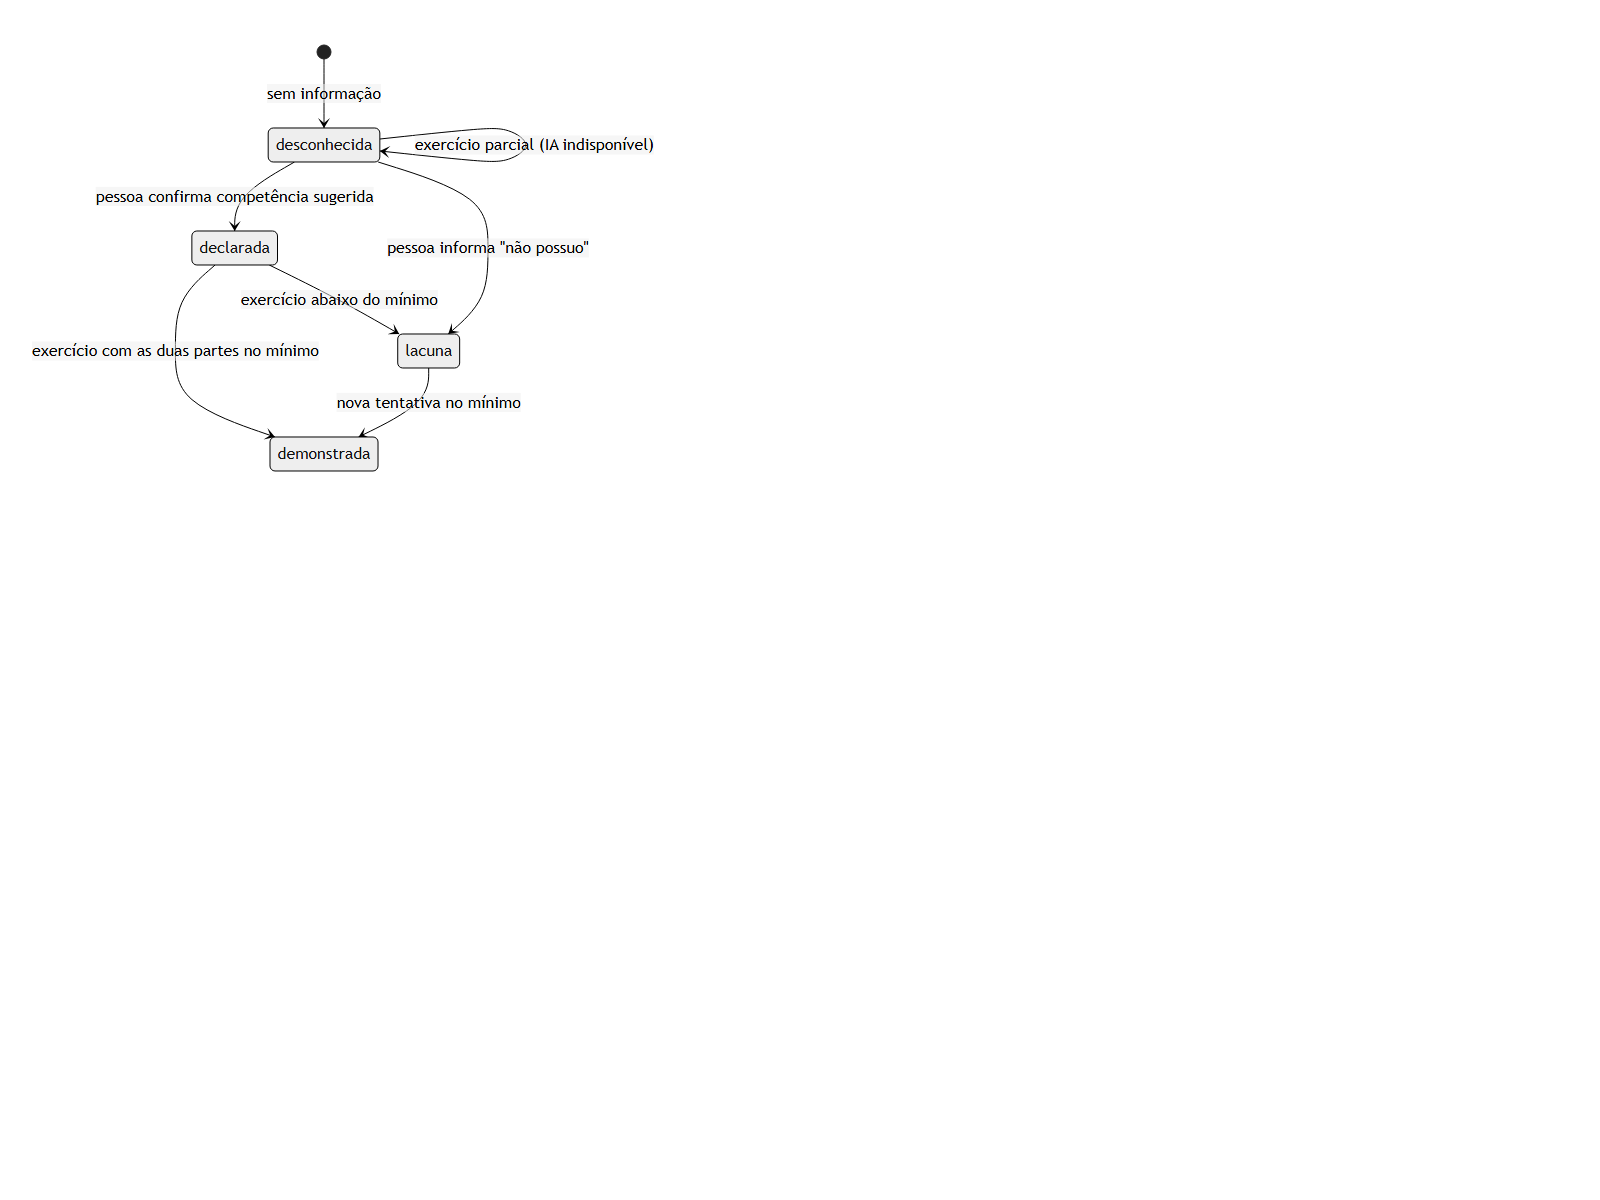 sem informação
desconhecida
exercício parcial (IA indisponível)
pessoa confirma competência sugerida
declarada
pessoa informa "não possuo"
exercício abaixo do mínimo
exercício com as duas partes no mínimo
lacuna
nova tentativa no mínimo
demonstrada